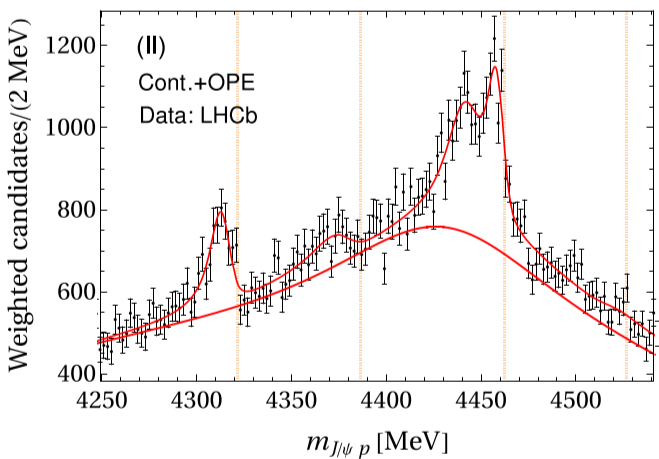 Weighted candidates/(2 MeV)
1200
1000
800
600
400
(II)
Cont.+OPE
Data: LHCb
4250
4300
4350
4400
4450
4500
m_{J/ψ p} [MeV]